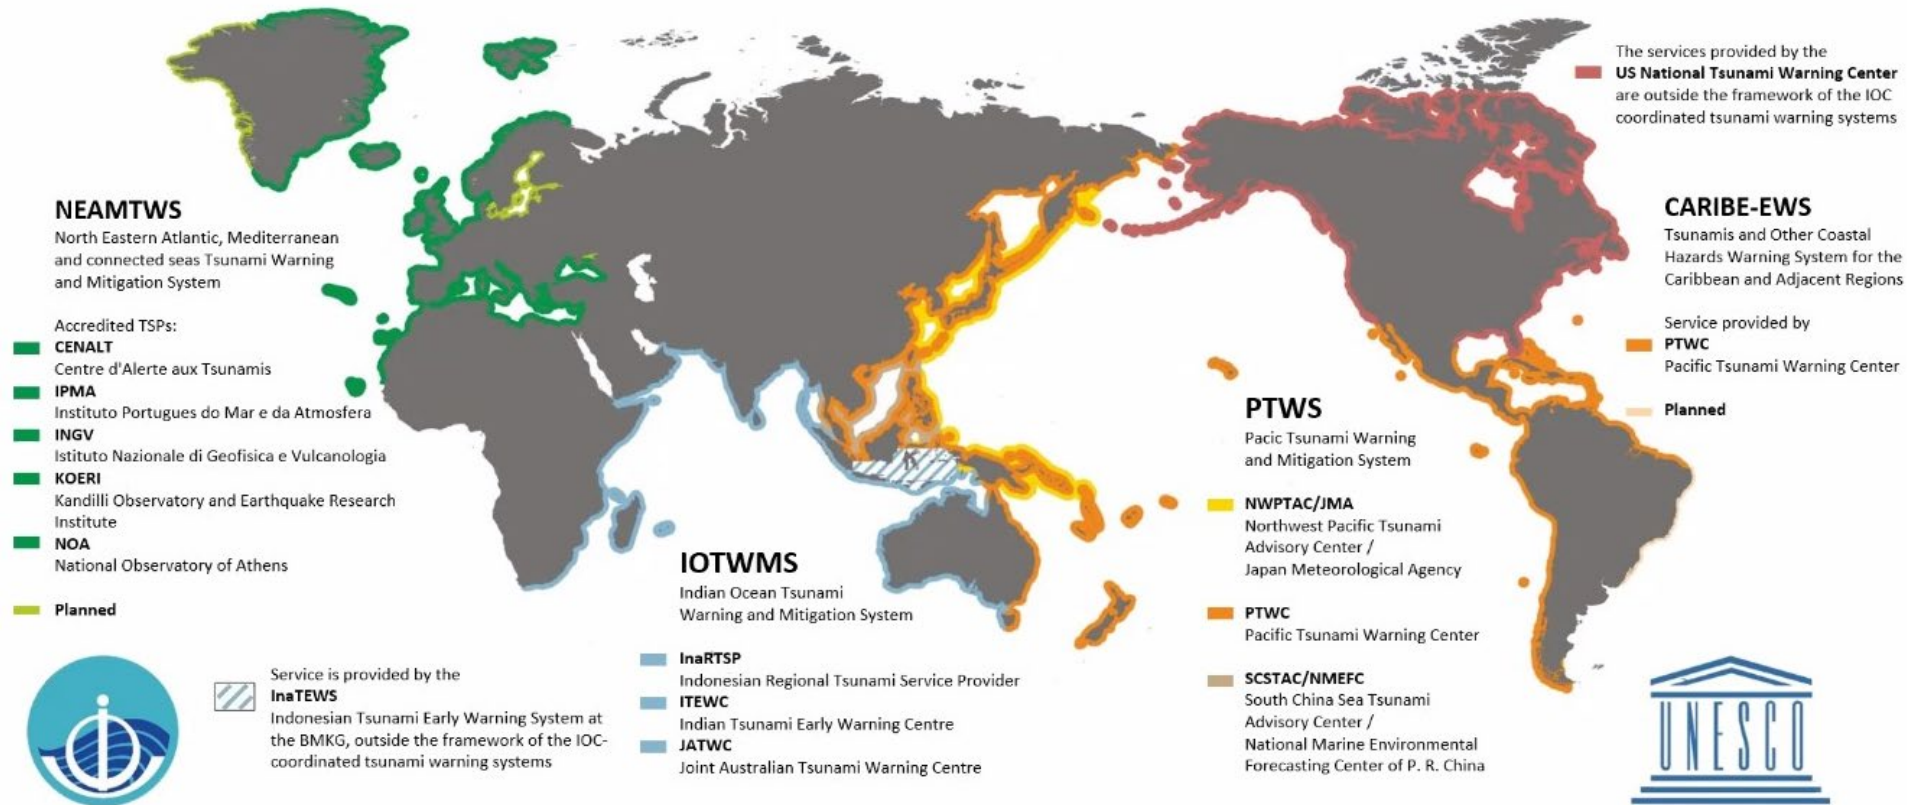 NEAMTWS
North Eastern Atlantic, Mediterranean
and connected seas Tsunami Warning
and Mitigation System
Accredited TSPs:
CENALT
Centre d'Alerte aux Tsunamis
IPMA
Instituto Portugues do Mar e da Atmosfera
INGV
Istituto Nazionale di Geofisica e Vulcanologia
KOERI
Kandilli Observatory and Earthquake Research
Institute
NOA
National Observatory of Athens
Planned
Service is provided by the
InaTEWS
Indonesian Tsunami Early Warning System at
the BMKG, outside the framework of the IOC-
coordinated tsunami warning systems
IOTWMS
Indian Ocean Tsunami
Warning and Mitigation System
InaRTSP
Indonesian Regional Tsunami Service Provider
ITEWC
Indian Tsunami Early Warning Centre
JATWC
Joint Australian Tsunami Warning Centre
PTWS
Pacic Tsunami Warning
and Mitigation System
NWPTAC/JMA
Northwest Pacific Tsunami
Advisory Center /
Japan Meteorological Agency
PTWC
Pacific Tsunami Warning Center
SCSTAC/NMEFC
South China Sea Tsunami
Advisory Center /
National Marine Environmental
Forecasting Center of P. R. China
The services provided by the
US National Tsunami Warning Center
are outside the framework of the IOC
coordinated tsunami warning systems
CARIBE-EWS
Tsunamis and Other Coastal
Hazards Warning System for the
Caribbean and Adjacent Regions
Service provided by
PTWC
Pacific Tsunami Warning Center
Planned
UNESCO